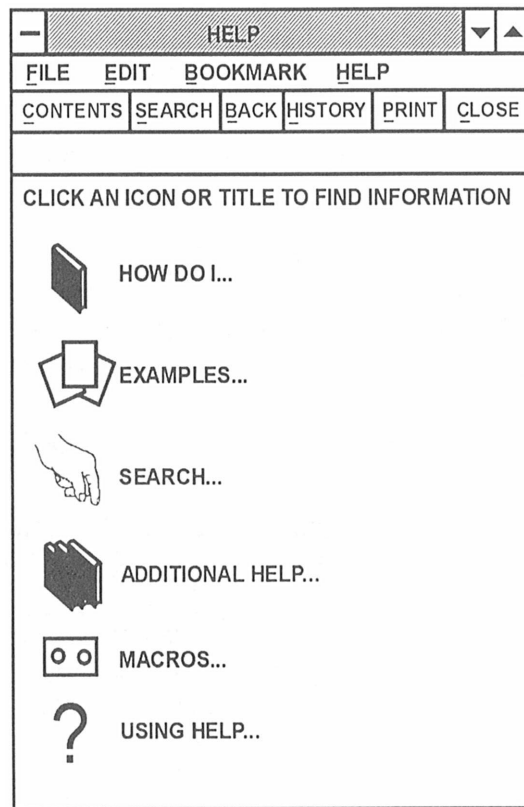 HELP
FILE EDIT BOOKMARK HELP
CONTENTS SEARCH BACK HISTORY PRINT CLOSE
CLICK AN ICON OR TITLE TO FIND INFORMATION
HOW DO I...
EXAMPLES...
SEARCH...
ADDITIONAL HELP...
MACROS...
? USING HELP...